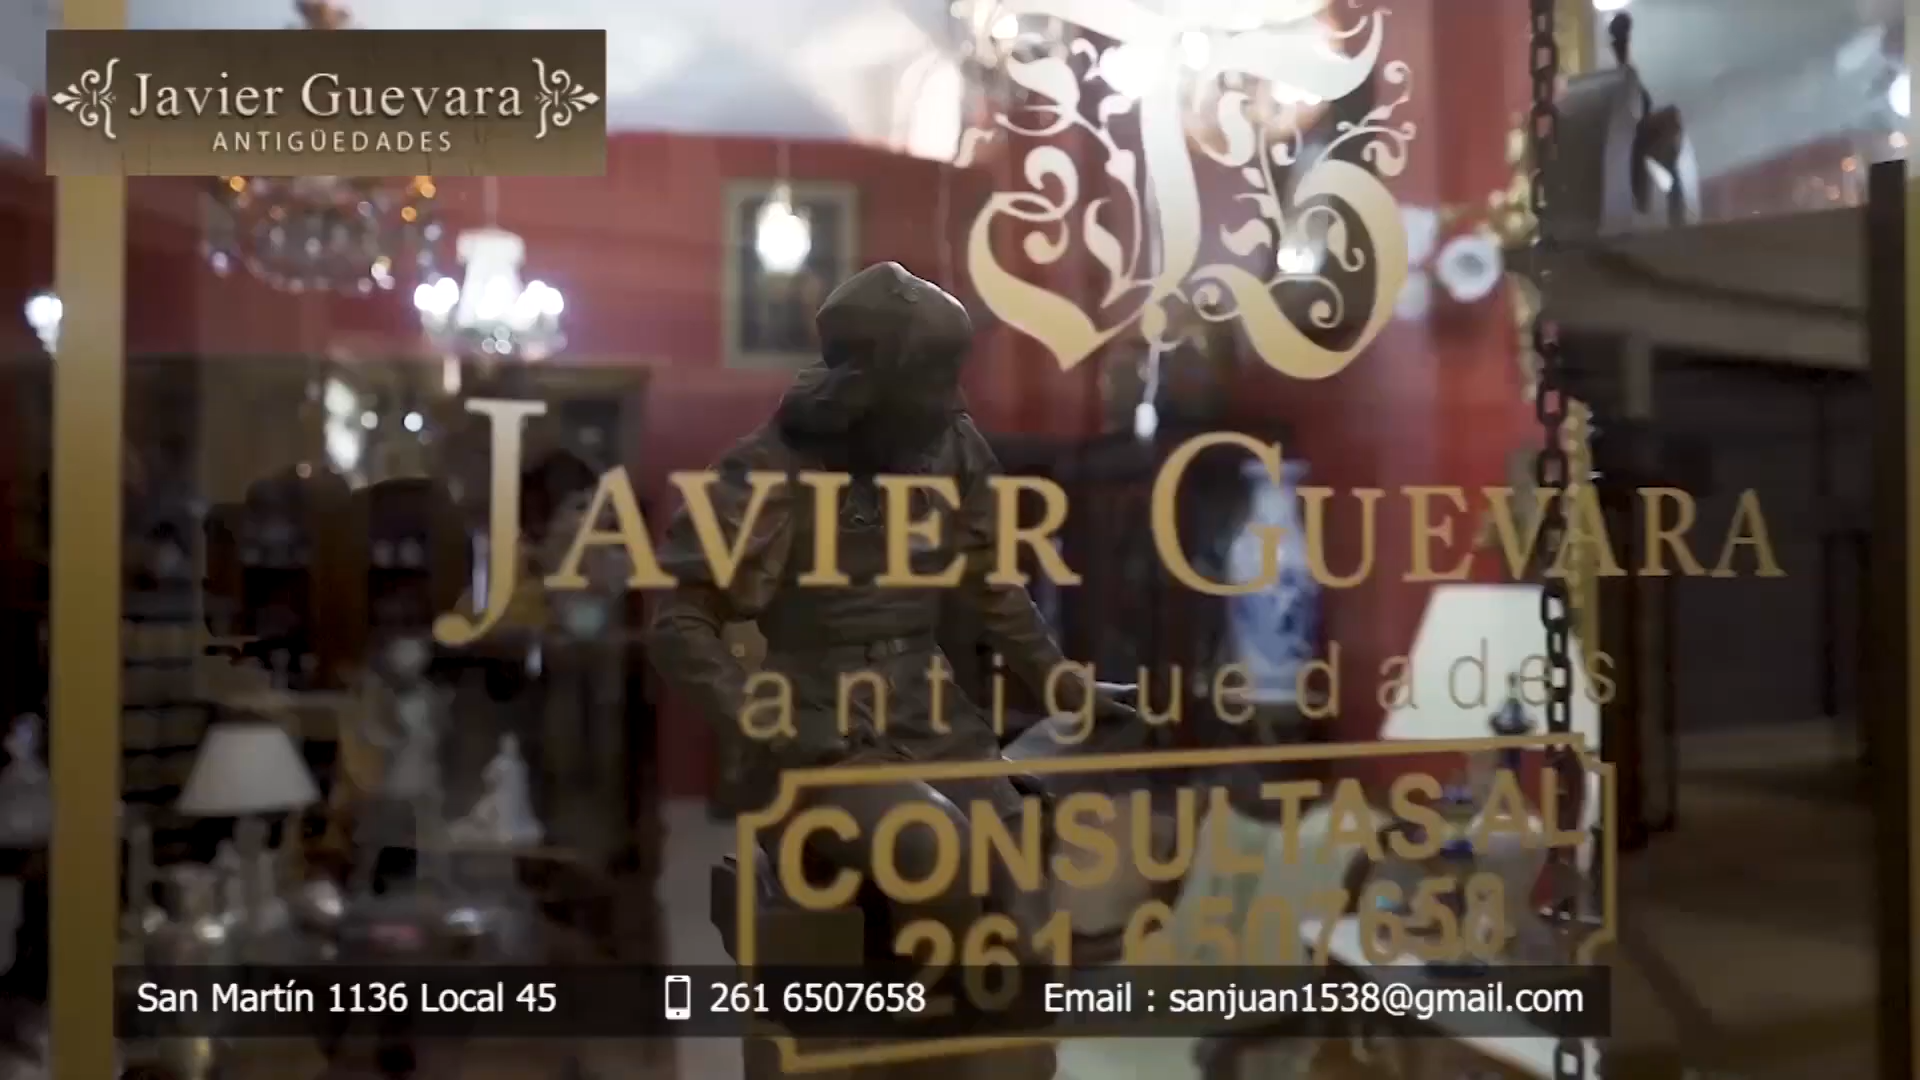 Javier Guevara
ANTIGÜEDADES
JAVIER GUEVARA
antiguedades
CONSULTAS AL
261 6507658
San Martín 1136 Local 45
261 6507658
Email : sanjuan1538@gmail.com